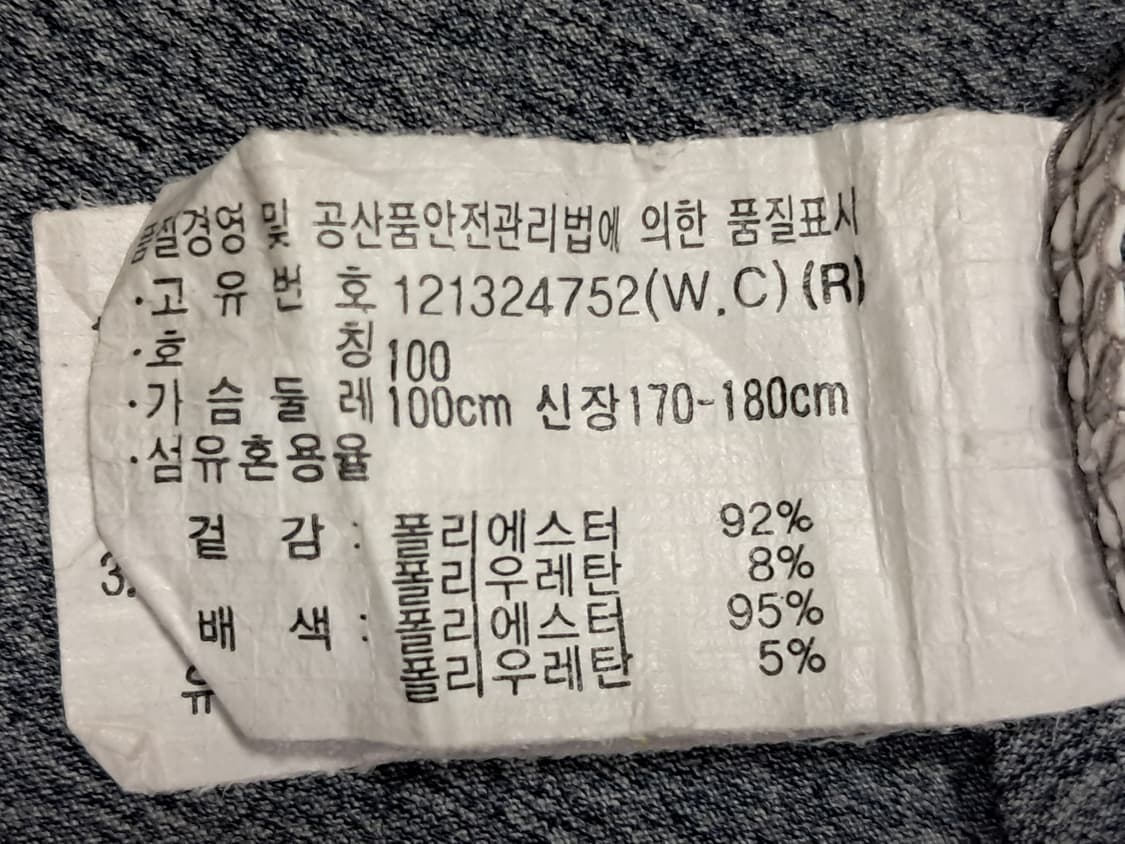 품질경영 및 공산품안전관리법에 의한 품질표시
·고 유 번 호 121324752(W.C)(R)
·호 칭 100
·가 슴 둘 레 100cm 신장170-180cm
·섬유혼용율
겉 감 : 폴리에스터 92%
폴리우레탄 8%
3.
배 색 : 폴리에스터 95%
폴리우레탄 5%
유